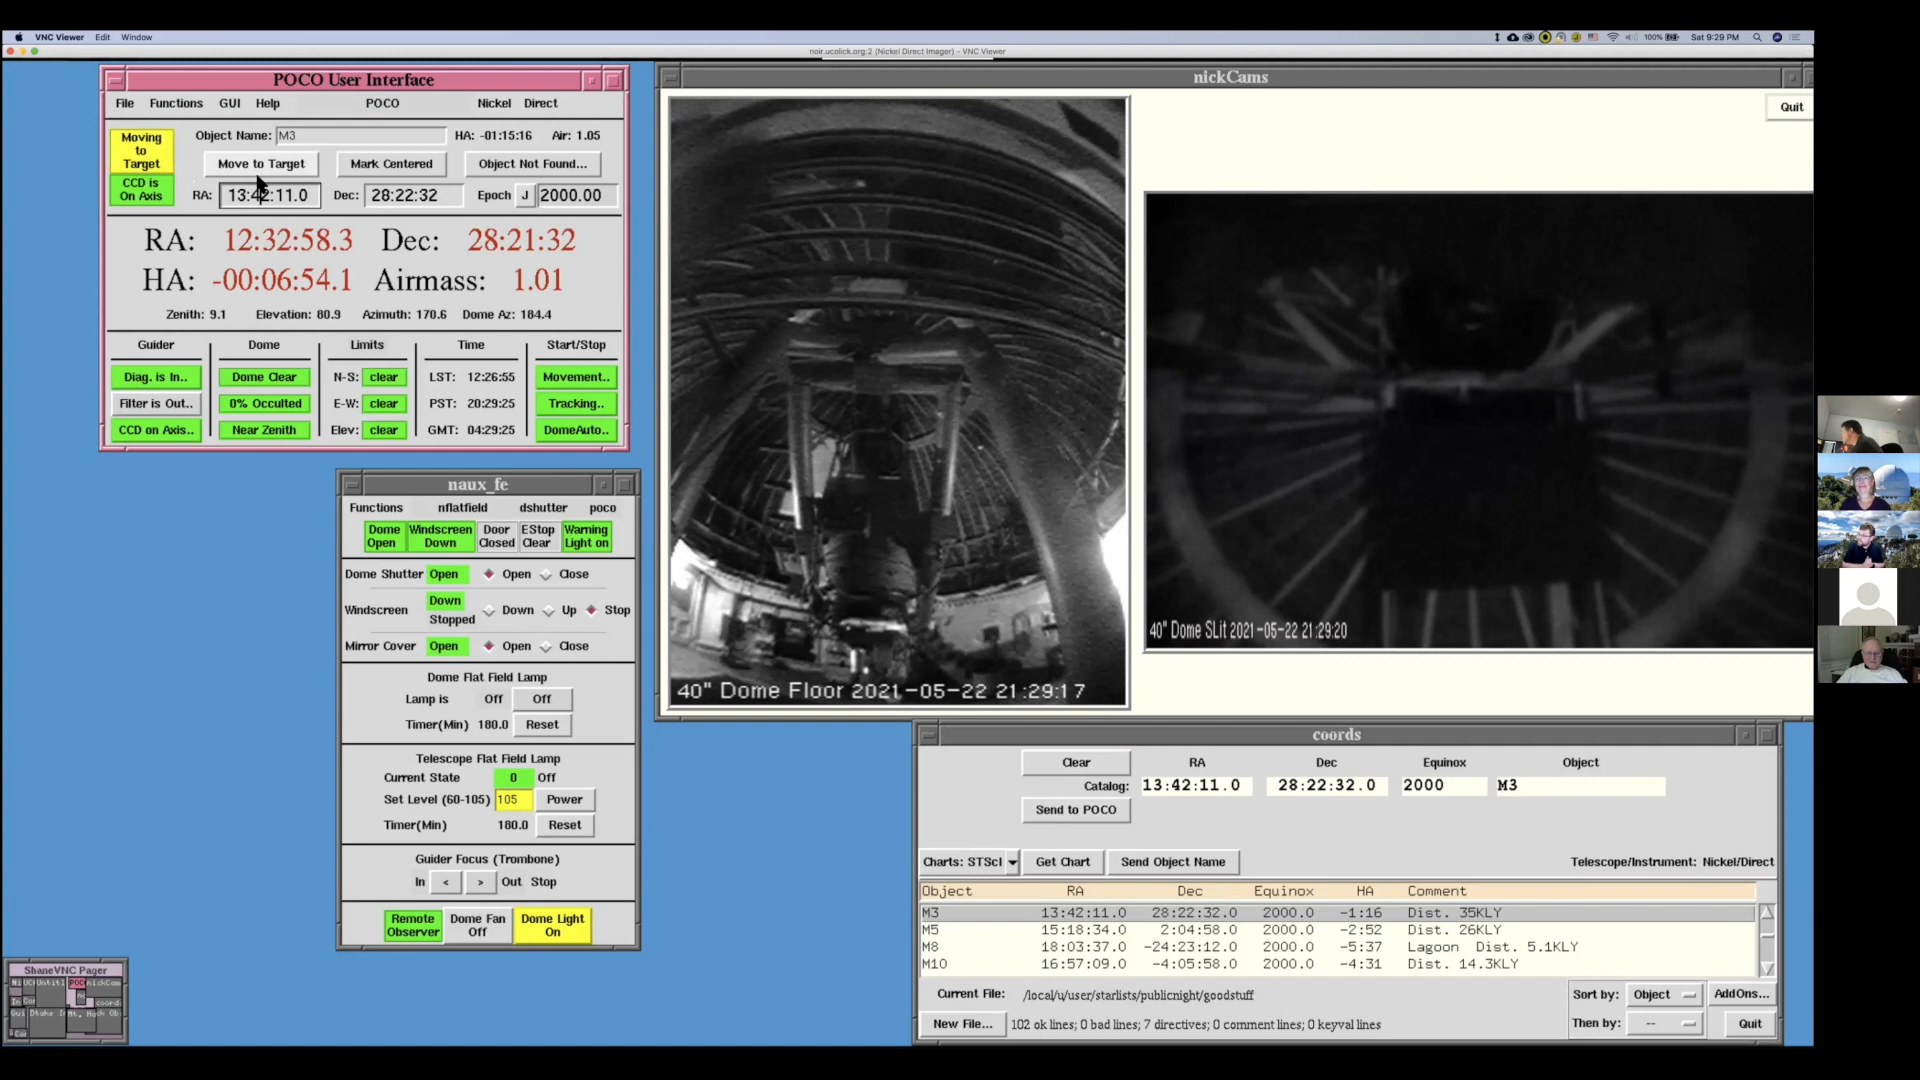 VNC Viewer Edit Window 100% Sat 9:29 PM
noir.ucolick.org:2 (Nickel Direct Imager) - VNC Viewer
POCO User Interface
File Functions GUI Help POCO Nickel Direct
Moving to Target
Object Name: M3 HA: -01:15:16 Air: 1.05
Move to Target Mark Centered Object Not Found...
CCD is On Axis
RA: 13:42:11.0 Dec: 28:22:32 Epoch J 2000.00
RA: 12:32:58.3 Dec: 28:21:32
HA: -00:06:54.1 Airmass: 1.01
Zenith: 9.1 Elevation: 80.9 Azimuth: 170.6 Dome Az: 184.4
Guider Dome Limits Time Start/Stop
Diag. is In.. Dome Clear N-S: clear LST: 12:26:55 Movement..
Filter is Out.. 0% Occulted E-W: clear PST: 20:29:25 Tracking..
CCD on Axis.. Near Zenith Elev: clear GMT: 04:29:25 DomeAuto..
naux_fe
Functions nflatfield dshutter poco
Dome Open Windscreen Down Door Closed EStop Clear Warning Light on
Dome Shutter Open Open Close
Windscreen Down Stopped Down Up Stop
Mirror Cover Open Open Close
Dome Flat Field Lamp
Lamp is Off Off
Timer(Min) 180.0 Reset
Telescope Flat Field Lamp
Current State 0 Off
Set Level (60-105) 105 Power
Timer(Min) 180.0 Reset
Guider Focus (Trombone)
In < > Out Stop
Remote Observer Dome Fan Off Dome Light On
ShaneVNC Pager
nickCams
Quit
40" Dome Floor 2021-05-22 21:29:17
40" Dome SLit 2021-05-22 21:29:20
coords
Clear RA Dec Equinox Object
Catalog: 13:42:11.0 28:22:32.0 2000 M3
Send to POCO
Charts: STScI Get Chart Send Object Name Telescope/Instrument: Nickel/Direct
Object RA Dec Equinox HA Comment
M3 13:42:11.0 28:22:32.0 2000.0 -1:16 Dist. 35KLY
M5 15:18:34.0 2:04:58.0 2000.0 -2:52 Dist. 26KLY
M8 18:03:37.0 -24:23:12.0 2000.0 -5:37 Lagoon Dist. 5.1KLY
M10 16:57:09.0 -4:05:58.0 2000.0 -4:31 Dist. 14.3KLY
Current File: /local/u/user/starlists/publicnight/goodstuff Sort by: Object AddOns...
New File... 102 ok lines; 0 bad lines; 7 directives; 0 comment lines; 0 keyval lines Then by: -- Quit